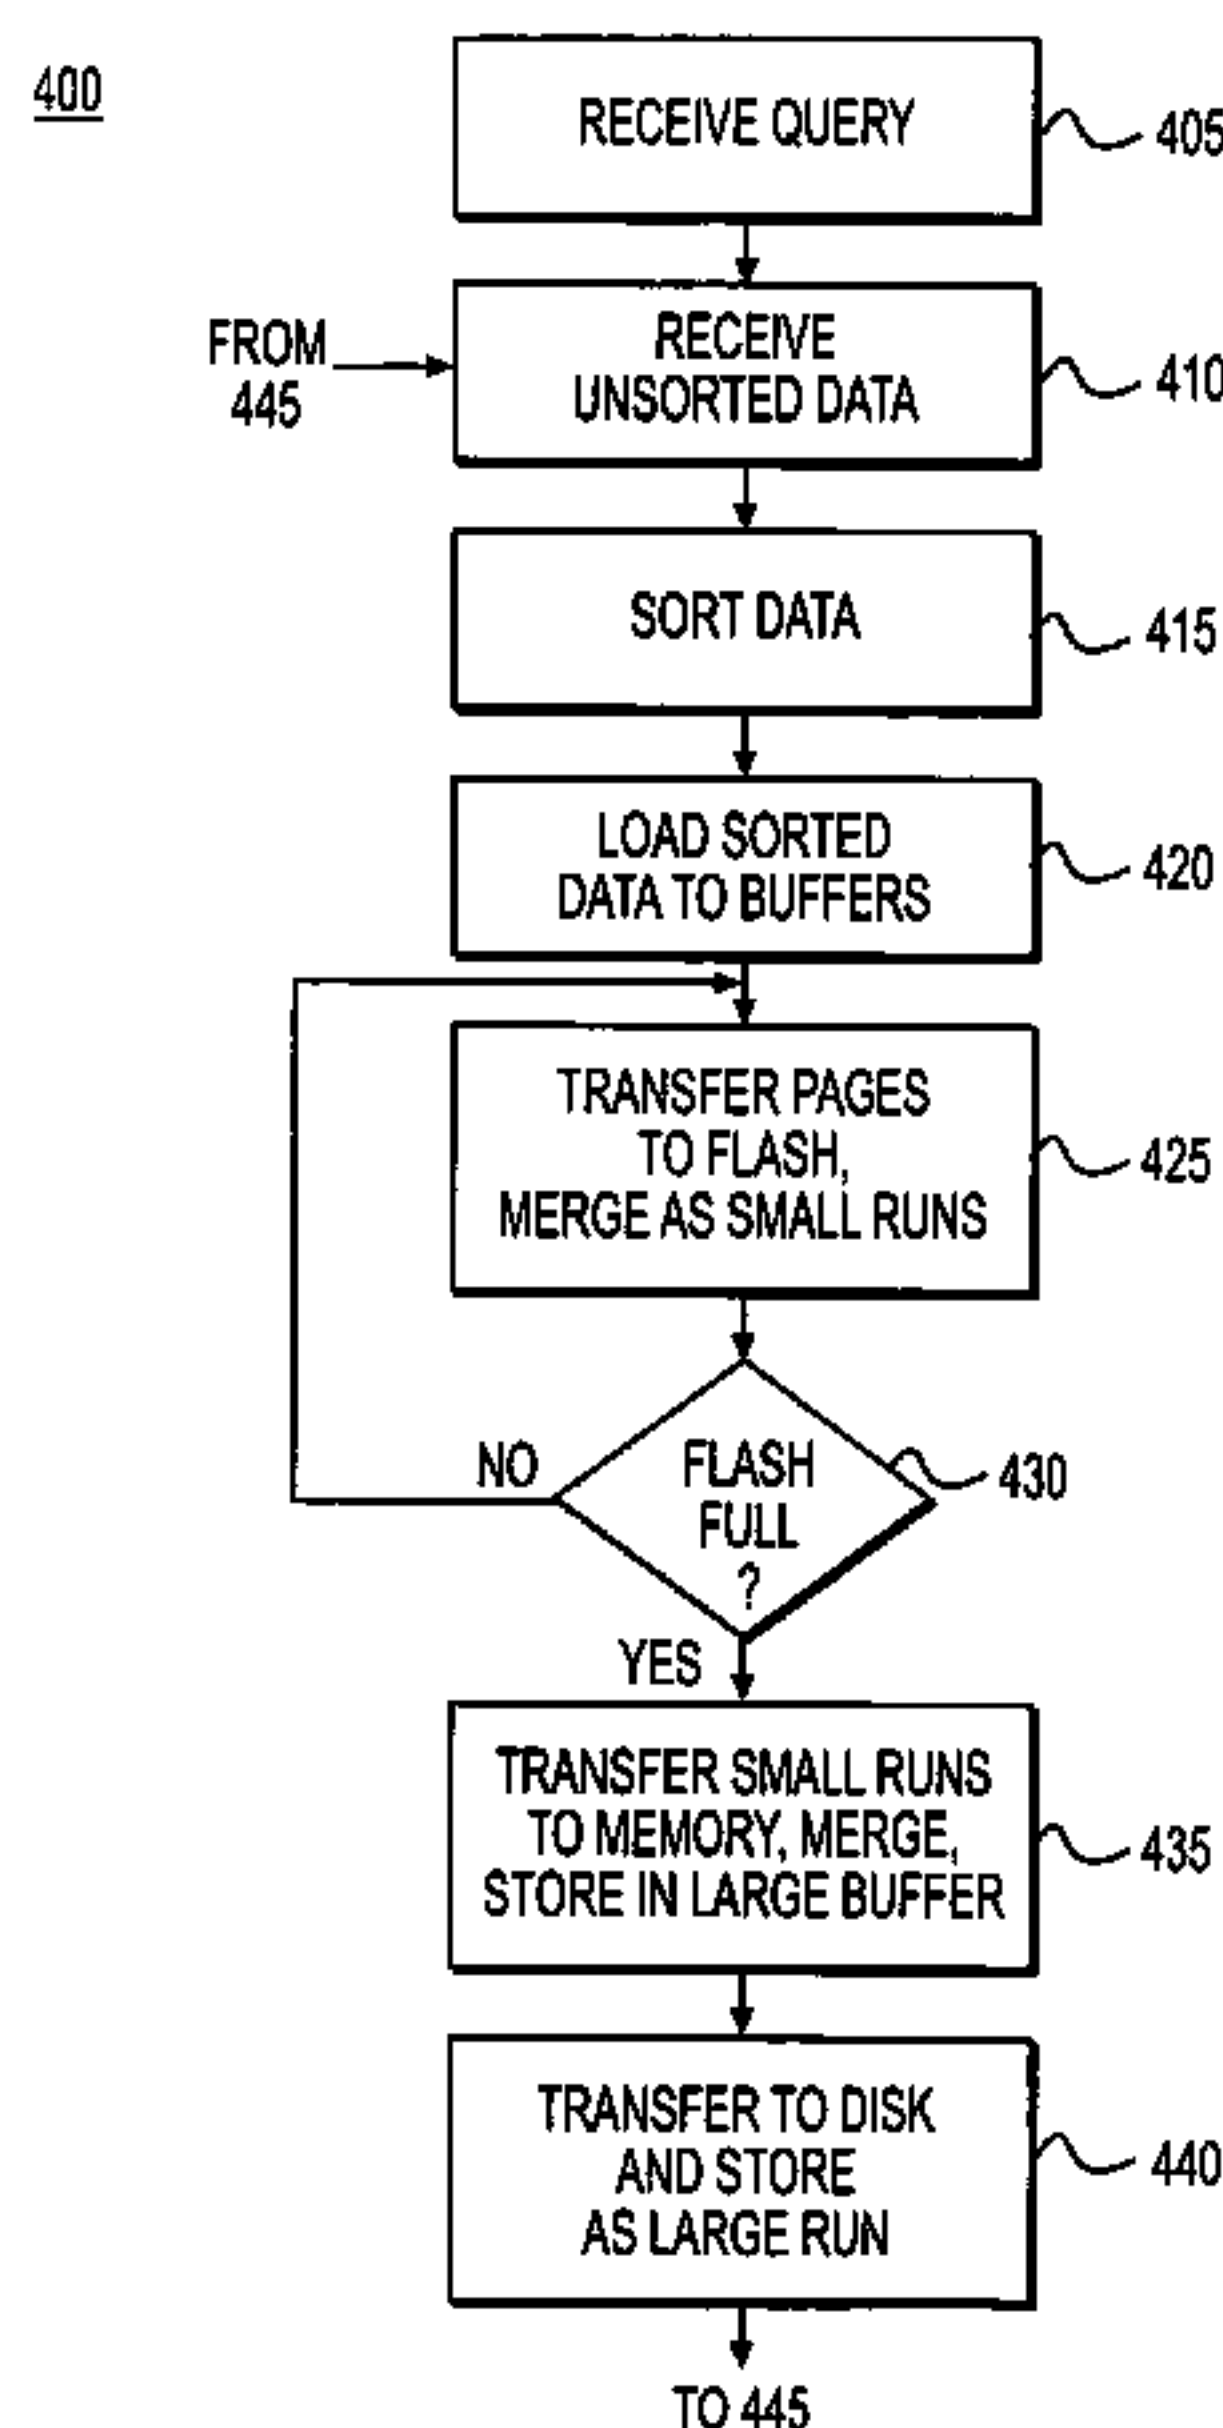 400
RECEIVE QUERY
405
FROM
445
RECEIVE
UNSORTED DATA
410
SORT DATA
415
LOAD SORTED
DATA TO BUFFERS
420
TRANSFER PAGES
TO FLASH,
MERGE AS SMALL RUNS
425
NO
FLASH
FULL
?
430
YES
TRANSFER SMALL RUNS
TO MEMORY, MERGE,
STORE IN LARGE BUFFER
435
TRANSFER TO DISK
AND STORE
AS LARGE RUN
440
TO 445